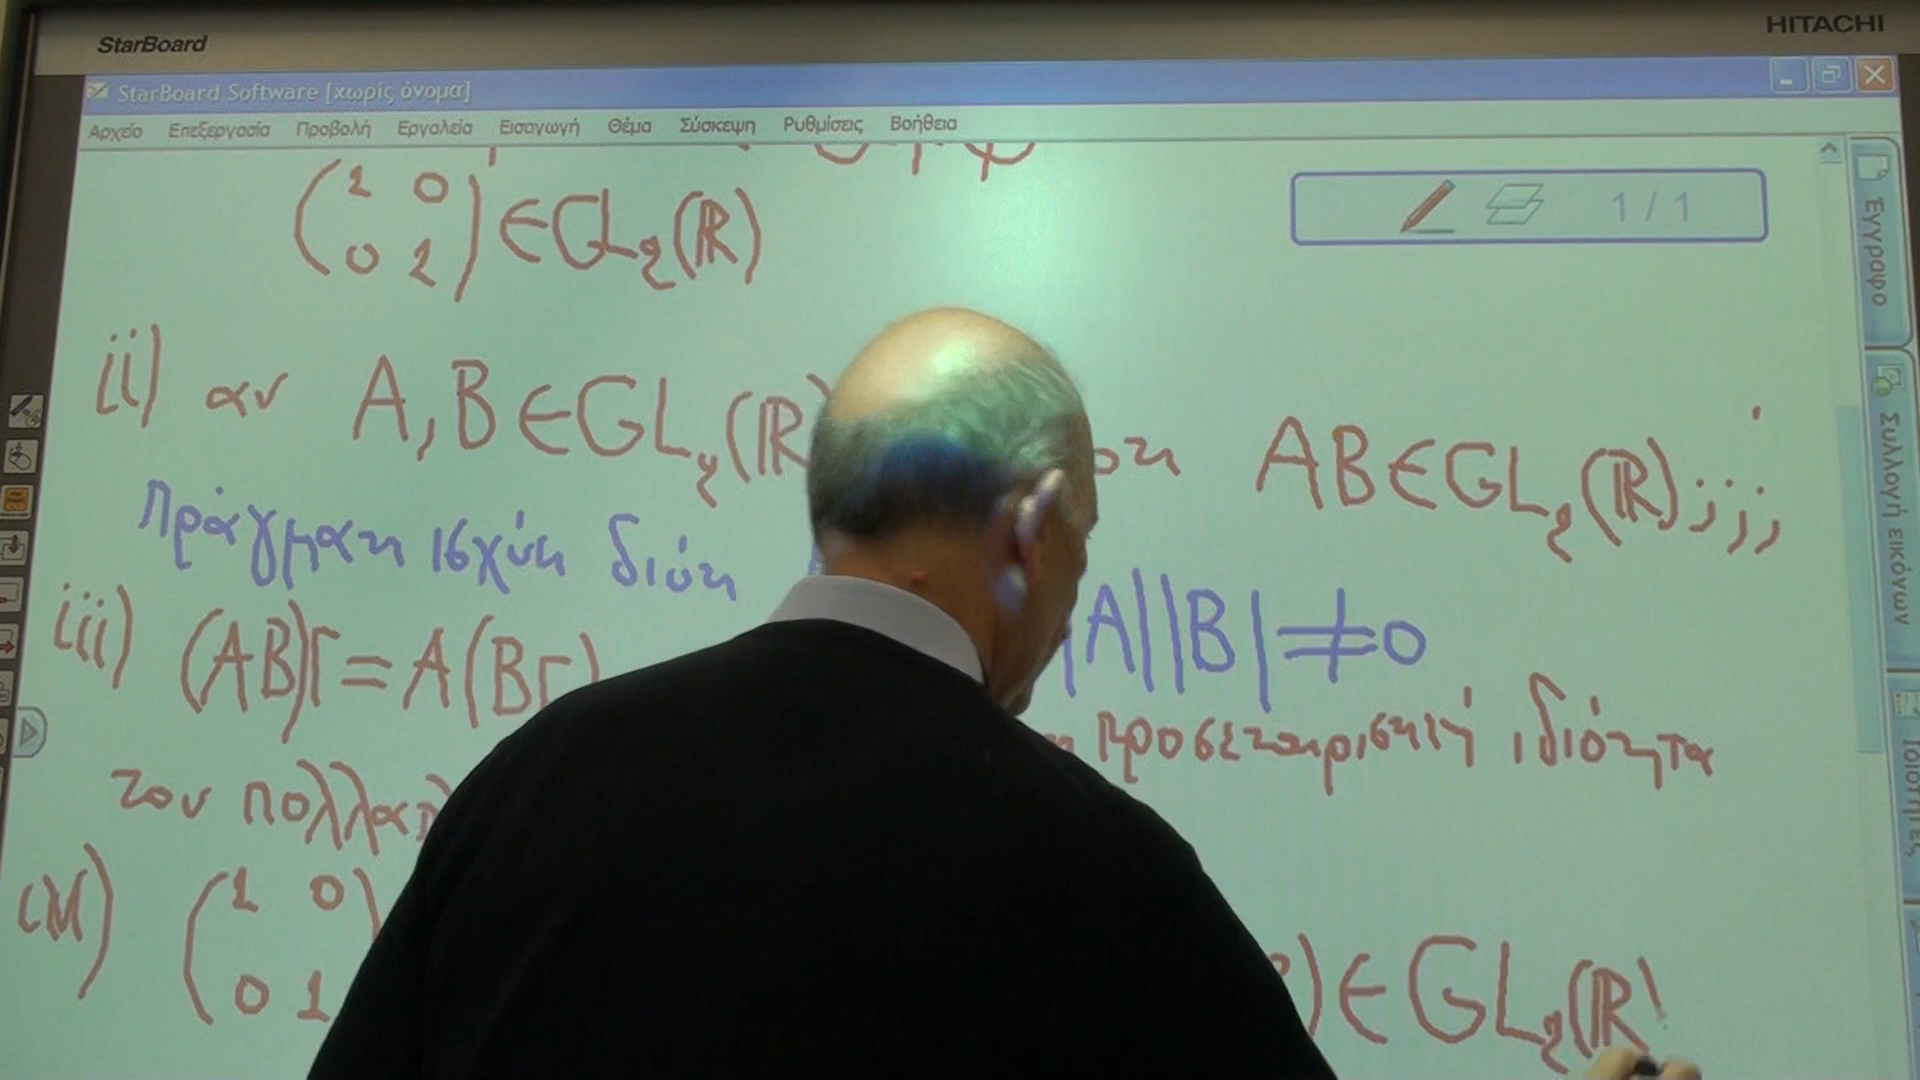 StarBoard
HITACHI
StarBoard Software [χωρίς όνομα]
Αρχείο Επεξεργασία Προβολή Εργαλεία Εισαγωγή Θέμα Σύσκεψη Ρυθμίσεις Βοήθεια
1 / 1
(1 0
0 1) ∈ GL2(ℝ)
ii) αν A, B ∈ GL2(ℝ) AB ∈ GL2(ℝ);;;
Πράγματι ισχύει διότι |A||B| ≠ 0
iii) (AB)Γ = A(BΓ) προσεταιριστική ιδιότητα
του
(1 0
0 1 ) ∈ GL2(ℝ)
Έγγραφο
Συλλογή εικόνων
Ιδιότητες